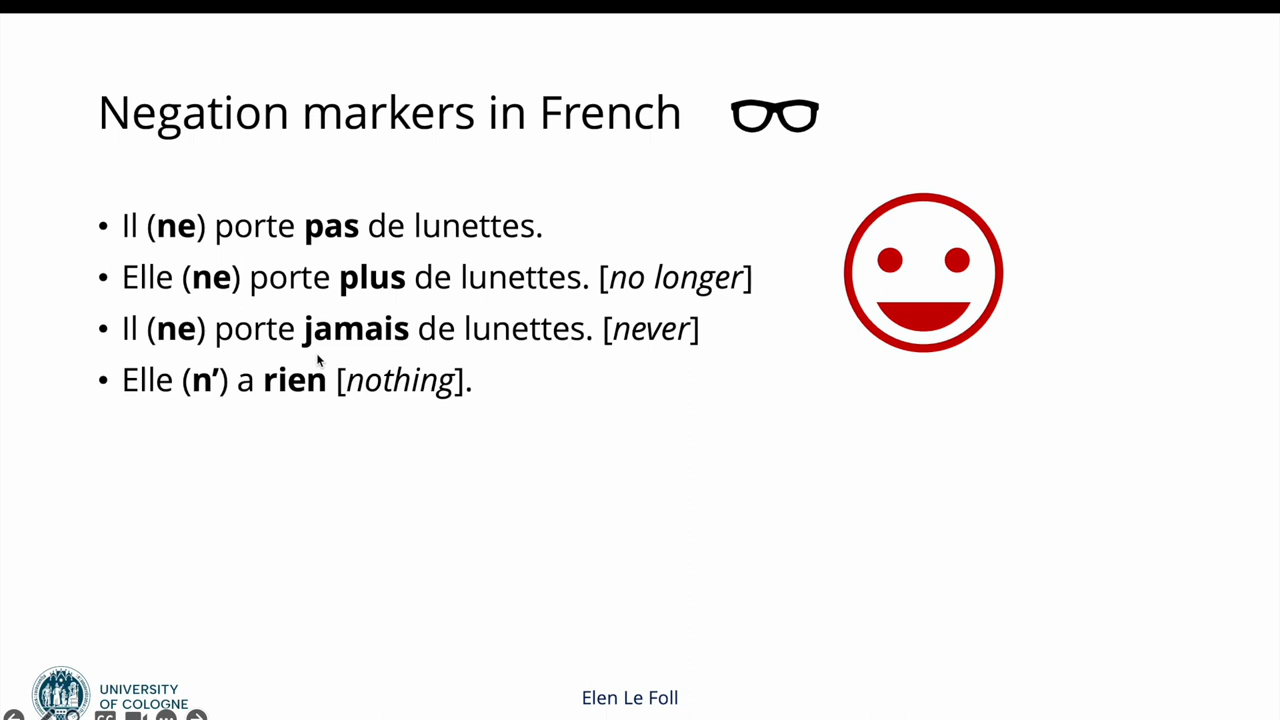 Negation markers in French
• Il (ne) porte pas de lunettes.
• Elle (ne) porte plus de lunettes. [no longer]
• Il (ne) porte jamais de lunettes. [never]
• Elle (n’) a rien [nothing].
UNIVERSITY
OF COLOGNE
Elen Le Foll
CC